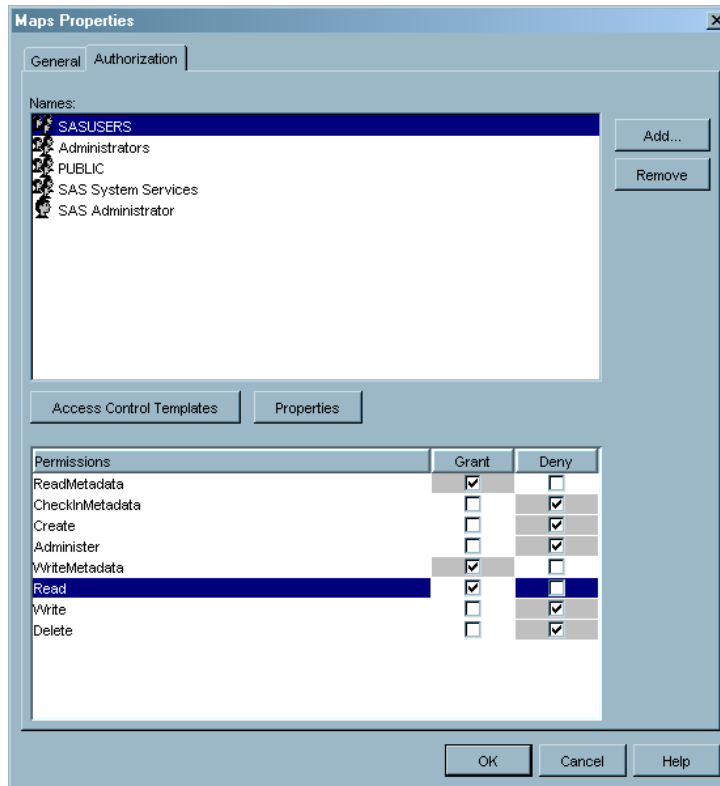 Maps Properties
General Authorization
Names:
SASUSERS
Administrators
PUBLIC
SAS System Services
SAS Administrator
Add...
Remove
Access Control Templates Properties
Permissions Grant Deny
ReadMetadata
CheckInMetadata
Create
Administer
WriteMetadata
Read
Write
Delete
OK Cancel Help